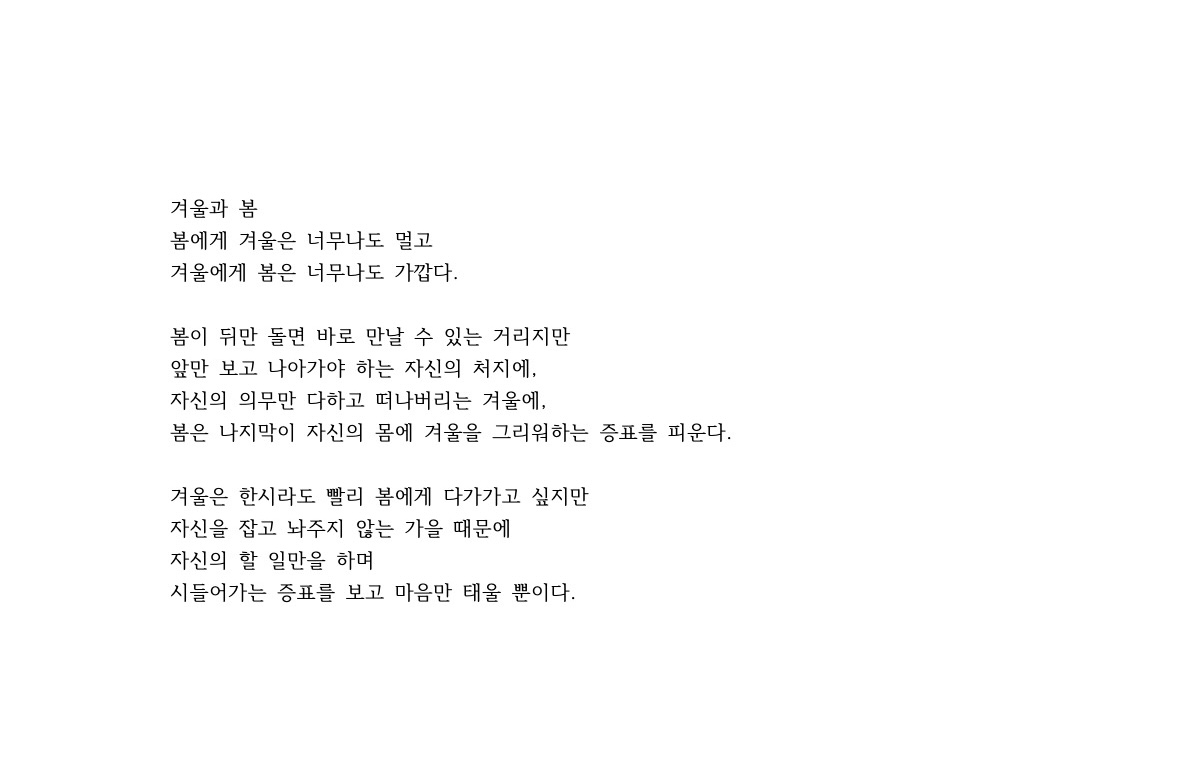 겨울과 봄
봄에게 겨울은 너무나도 멀고
겨울에게 봄은 너무나도 가깝다.
봄이 뒤만 돌면 바로 만날 수 있는 거리지만
앞만 보고 나아가야 하는 자신의 처지에,
자신의 의무만 다하고 떠나버리는 겨울에,
봄은 나지막이 자신의 몸에 겨울을 그리워하는 증표를 피운다.
겨울은 한시라도 빨리 봄에게 다가가고 싶지만
자신을 잡고 놔주지 않는 가을 때문에
자신의 할 일만을 하며
시들어가는 증표를 보고 마음만 태울 뿐이다.